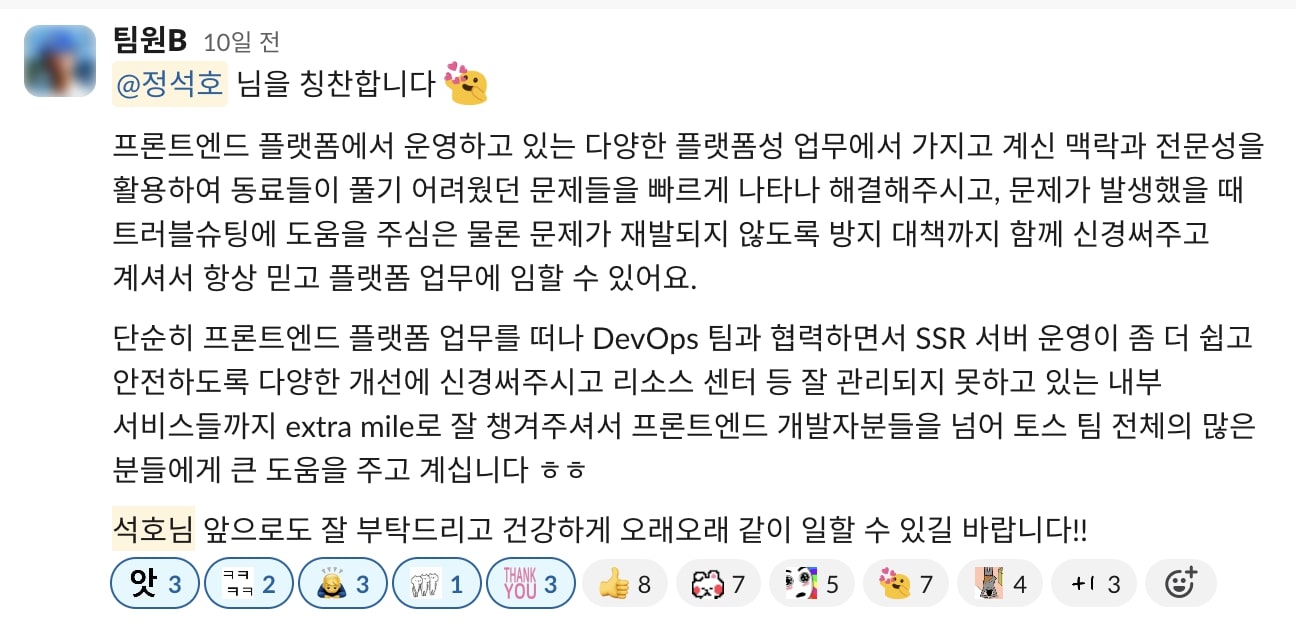 팀원B 10일 전
@정석호 님을 칭찬합니다
프론트엔드 플랫폼에서 운영하고 있는 다양한 플랫폼성 업무에서 가지고 계신 맥락과 전문성을
활용하여 동료들이 풀기 어려웠던 문제들을 빠르게 나타나 해결해주시고, 문제가 발생했을 때
트러블슈팅에 도움을 주심은 물론 문제가 재발되지 않도록 방지 대책까지 함께 신경써주고
계셔서 항상 믿고 플랫폼 업무에 임할 수 있어요.
단순히 프론트엔드 플랫폼 업무를 떠나 DevOps 팀과 협력하면서 SSR 서버 운영이 좀 더 쉽고
안전하도록 다양한 개선에 신경써주시고 리소스 센터 등 잘 관리되지 못하고 있는 내부
서비스들까지 extra mile로 잘 챙겨주셔서 프론트엔드 개발자분들을 넘어 토스 팀 전체의 많은
분들에게 큰 도움을 주고 계십니다 ㅎㅎ
석호님 앞으로도 잘 부탁드리고 건강하게 오래오래 같이 일할 수 있길 바랍니다!!
앗 3 ㅋㅋㅋㅋ 2 3 1 THANK YOU 3 8 7 5 7 4 +1 3